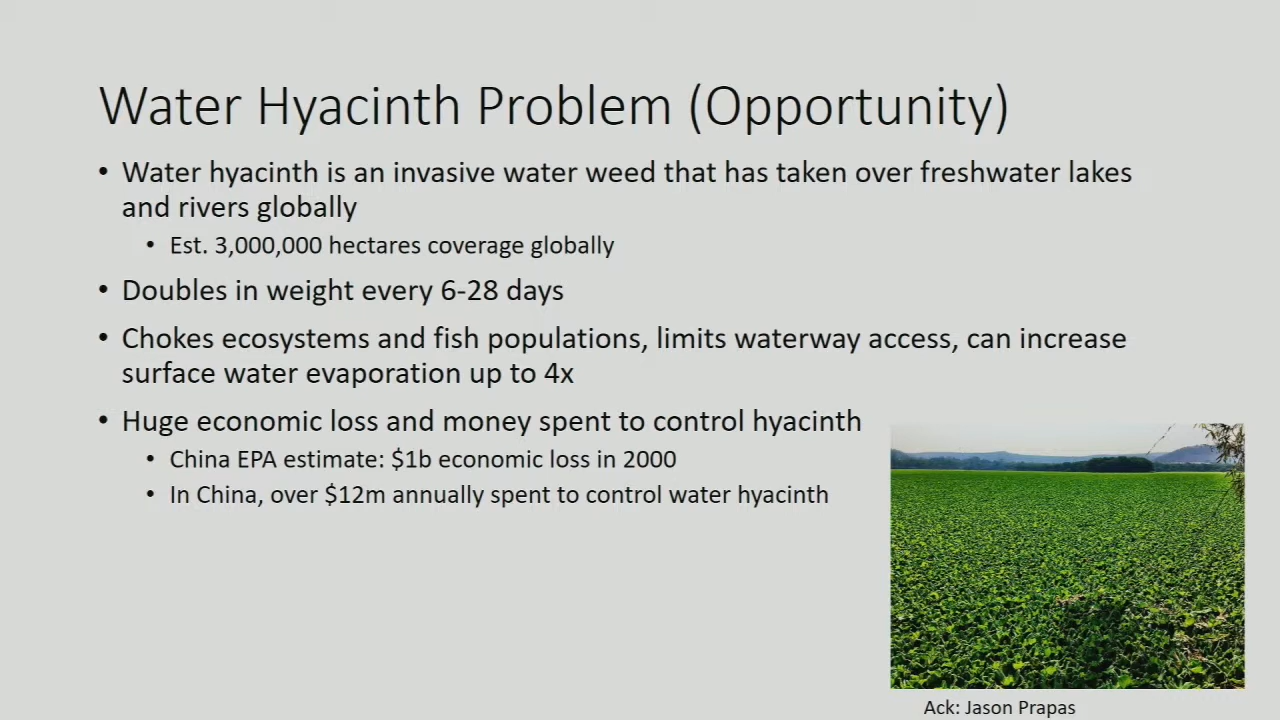 Water Hyacinth Problem (Opportunity)
• Water hyacinth is an invasive water weed that has taken over freshwater lakes
and rivers globally
• Est. 3,000,000 hectares coverage globally
• Doubles in weight every 6-28 days
• Chokes ecosystems and fish populations, limits waterway access, can increase
surface water evaporation up to 4x
• Huge economic loss and money spent to control hyacinth
• China EPA estimate: $1b economic loss in 2000
• In China, over $12m annually spent to control water hyacinth
Ack: Jason Prapas